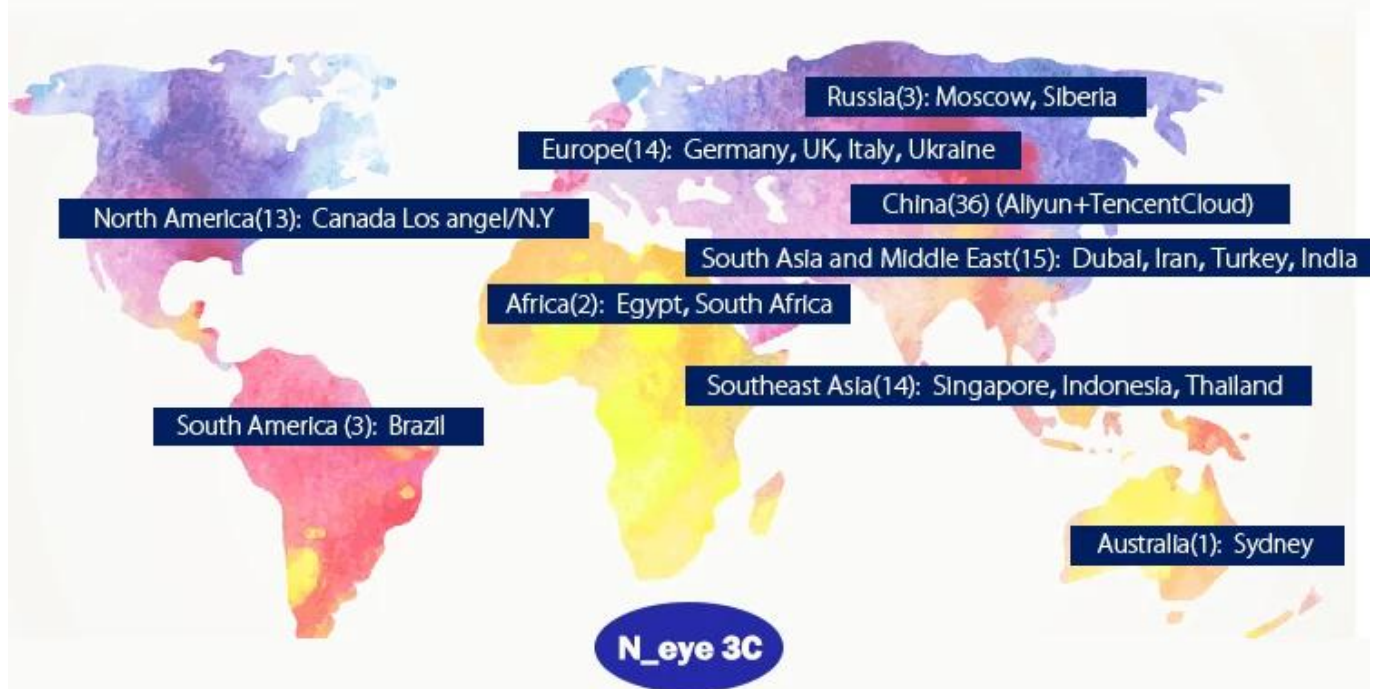 Russia(3): Moscow, Siberia
Europe(14): Germany, UK, Italy, Ukraine
China(36) (Aliyun+TencentCloud)
North America(13): Canada Los angel/N.Y
South Asia and Middle East(15): Dubai, Iran, Turkey, India
Africa(2): Egypt, South Africa
Southeast Asia(14): Singapore, Indonesia, Thailand
South America (3): Brazil
Australia(1): Sydney
N_eye 3C